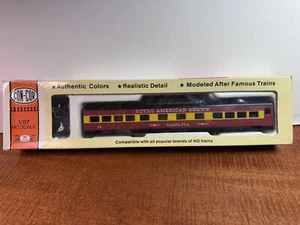 ★ Authentic Colors ★ Realistic Detail ★ Modeled After Famous Trains
CON-COR
1/87
HO SCALE
ROYAL AMERICAN SHOWS
Compatible with all popular brands of HO trains